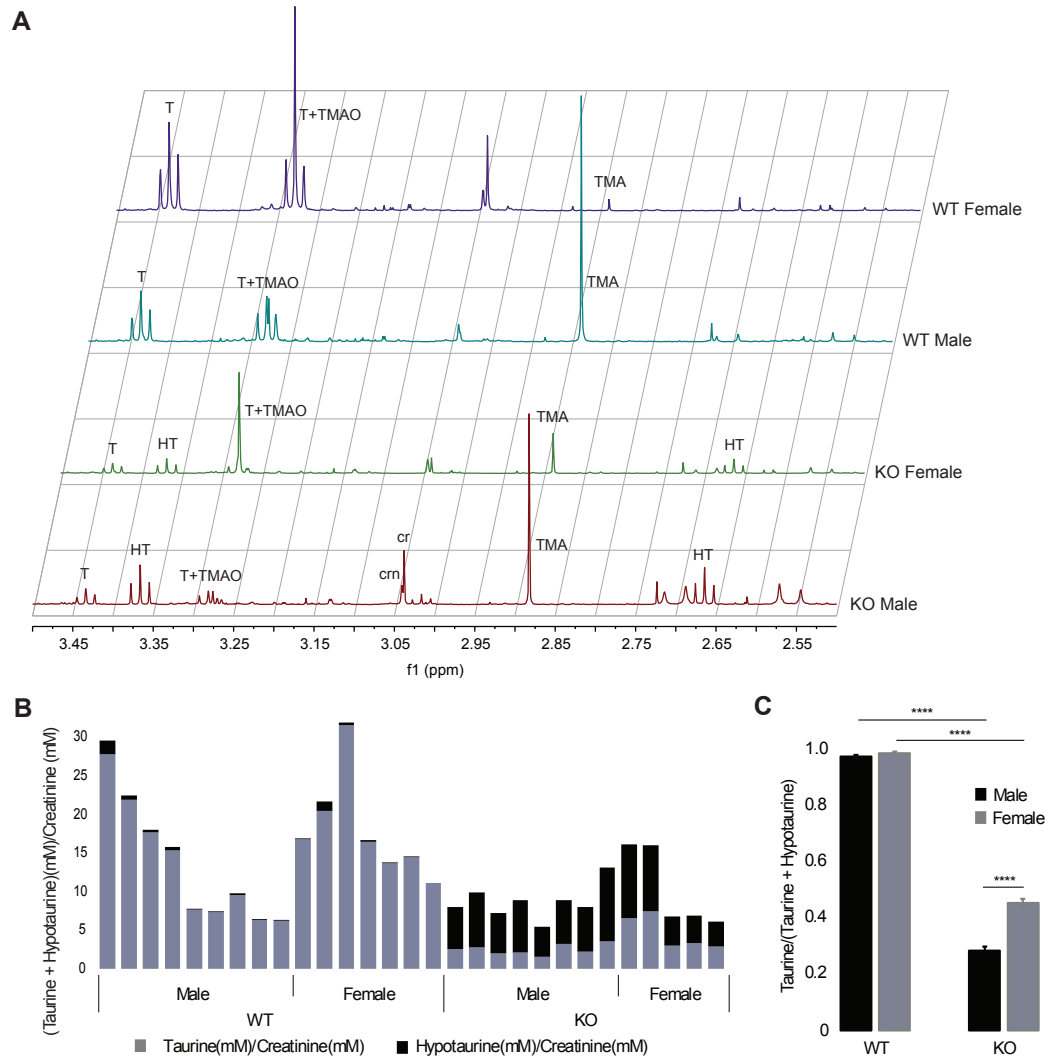 A
T
T+TMAO
TMA
WT Female
T
T+TMAO
TMA
WT Male
T
HT
T+TMAO
TMA
HT
KO Female
T
HT
T+TMAO
crn
cr
TMA
HT
KO Male
3.45 3.35 3.25 3.15 3.05 2.95 2.85 2.75 2.65 2.55
f1 (ppm)
B
(Taurine + Hypotaurine)(mM)/Creatinine (mM)
30
25
20
15
10
5
0
Male Female Male Female
WT KO
Taurine(mM)/Creatinine(mM) Hypotaurine(mM)/Creatinine(mM)
C
****
****
Taurine/(Taurine + Hypotaurine)
1.0
0.8
0.6
0.4
0.2
0
Male
Female
****
WT KO